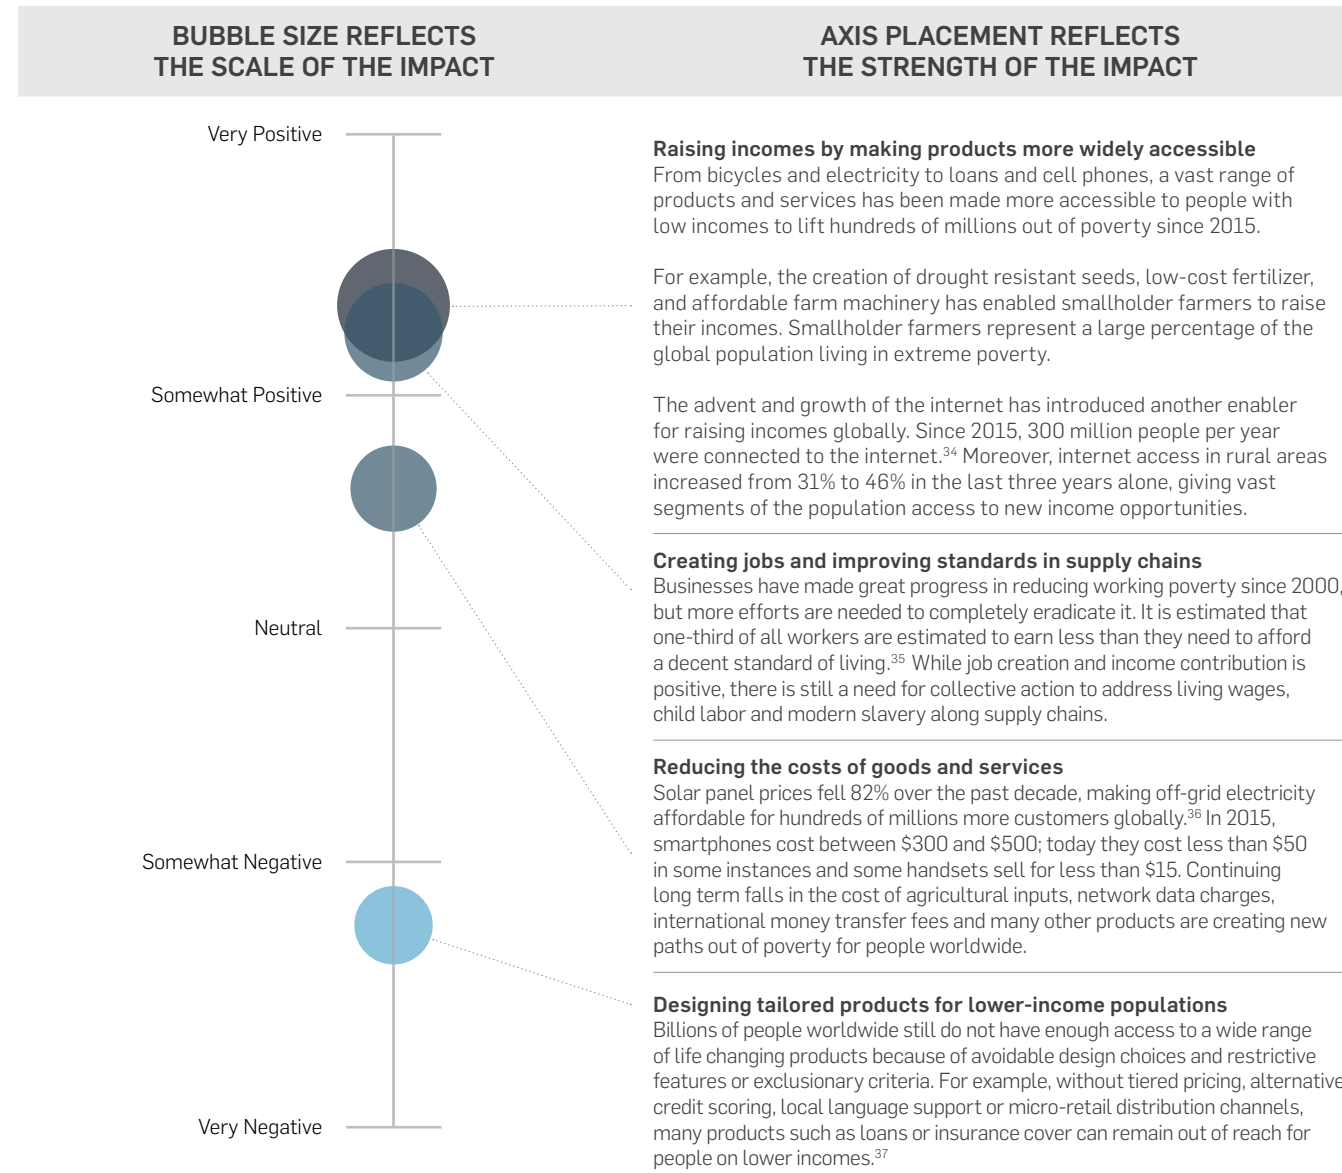 BUBBLE SIZE REFLECTS
THE SCALE OF THE IMPACT
AXIS PLACEMENT REFLECTS
THE STRENGTH OF THE IMPACT
Very Positive
Somewhat Positive
Neutral
Somewhat Negative
Very Negative
Raising incomes by making products more widely accessible
From bicycles and electricity to loans and cell phones, a vast range of
products and services has been made more accessible to people with
low incomes to lift hundreds of millions out of poverty since 2015.
For example, the creation of drought resistant seeds, low-cost fertilizer,
and affordable farm machinery has enabled smallholder farmers to raise
their incomes. Smallholder farmers represent a large percentage of the
global population living in extreme poverty.
The advent and growth of the internet has introduced another enabler
for raising incomes globally. Since 2015, 300 million people per year
were connected to the internet.34 Moreover, internet access in rural areas
increased from 31% to 46% in the last three years alone, giving vast
segments of the population access to new income opportunities.
Creating jobs and improving standards in supply chains
Businesses have made great progress in reducing working poverty since 2000,
but more efforts are needed to completely eradicate it. It is estimated that
one-third of all workers are estimated to earn less than they need to afford
a decent standard of living.35 While job creation and income contribution is
positive, there is still a need for collective action to address living wages,
child labor and modern slavery along supply chains.
Reducing the costs of goods and services
Solar panel prices fell 82% over the past decade, making off-grid electricity
affordable for hundreds of millions more customers globally.36 In 2015,
smartphones cost between $300 and $500; today they cost less than $50
in some instances and some handsets sell for less than $15. Continuing
long term falls in the cost of agricultural inputs, network data charges,
international money transfer fees and many other products are creating new
paths out of poverty for people worldwide.
Designing tailored products for lower-income populations
Billions of people worldwide still do not have enough access to a wide range
of life changing products because of avoidable design choices and restrictive
features or exclusionary criteria. For example, without tiered pricing, alternative
credit scoring, local language support or micro-retail distribution channels,
many products such as loans or insurance cover can remain out of reach for
people on lower incomes.37